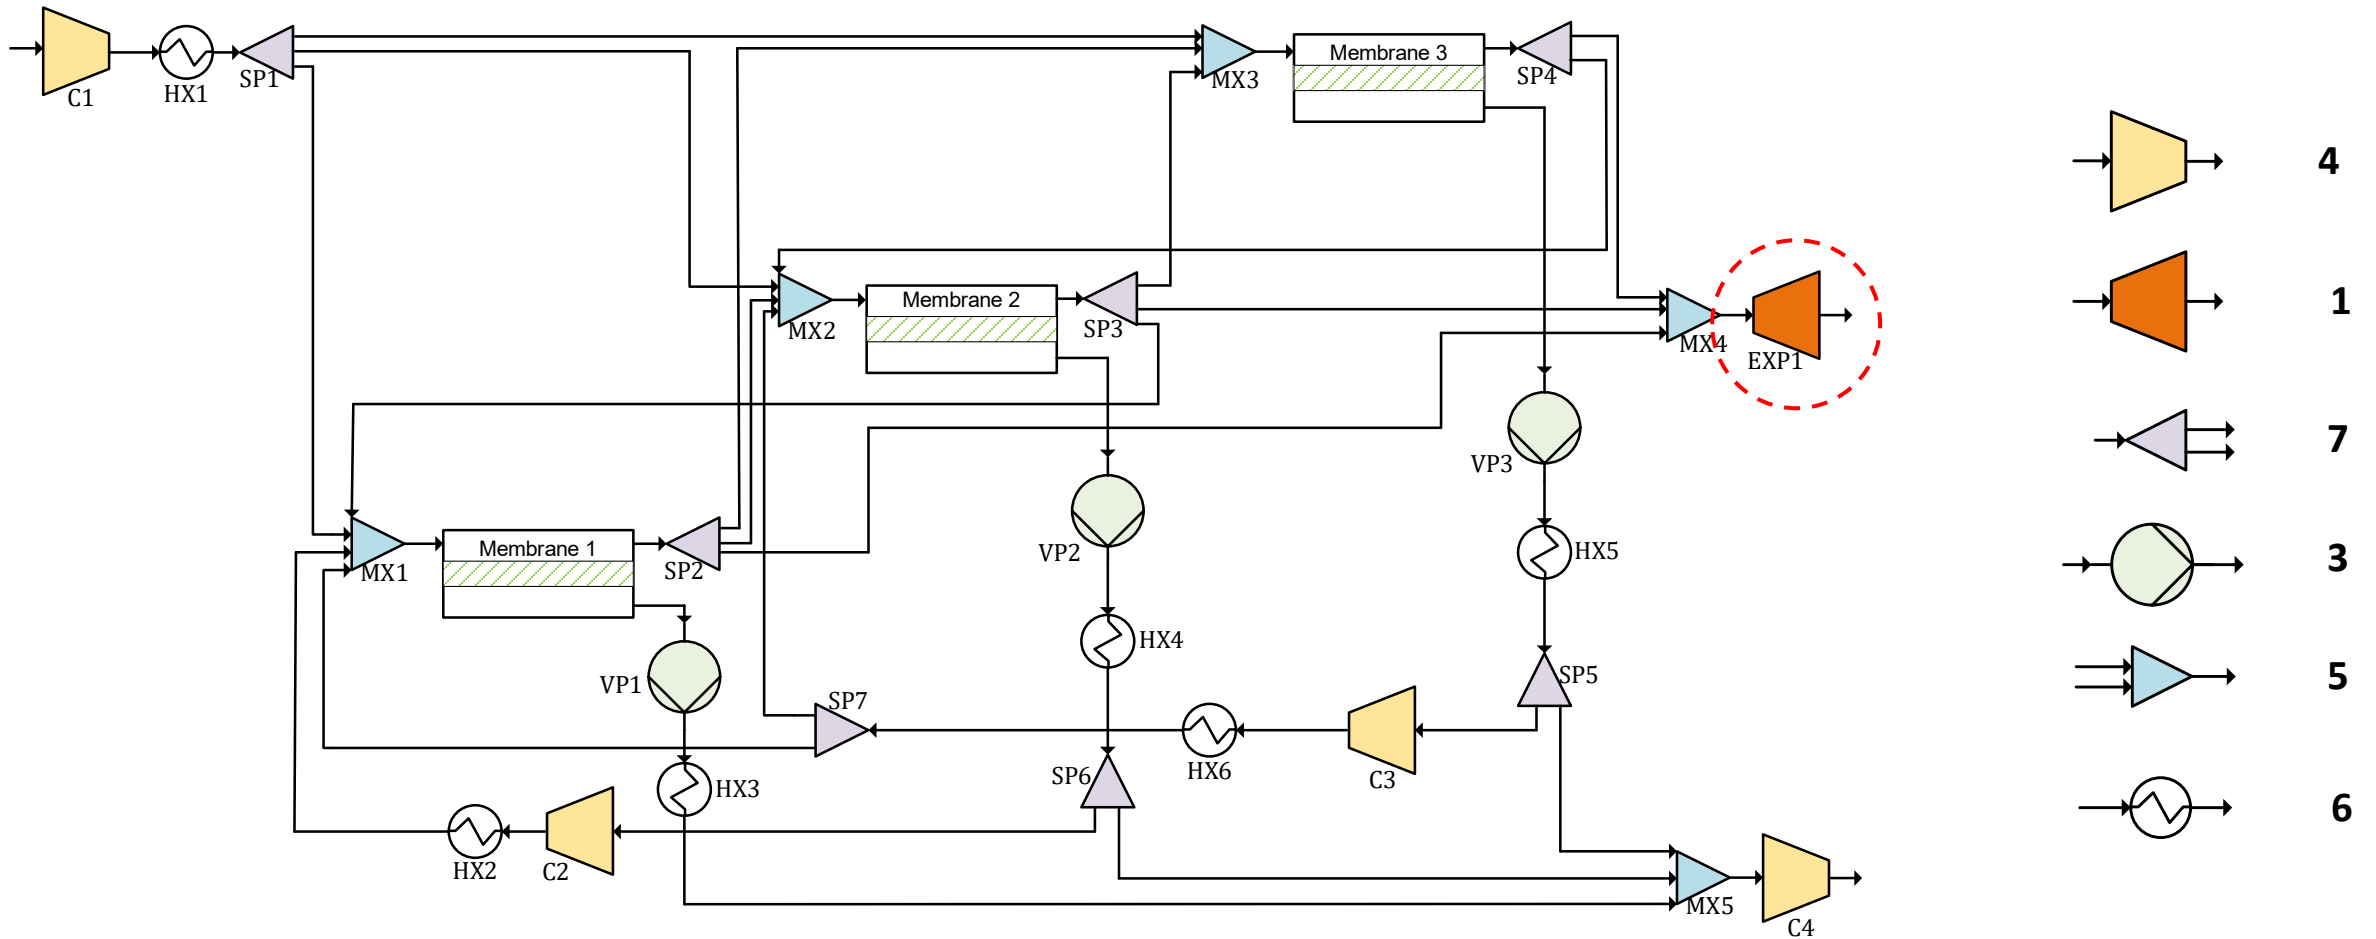 C1
HX1
SP1
MX3
Membrane 3
SP4
4
1
MX2
Membrane 2
SP3
MX4
EXP1
7
VP3
MX1
Membrane 1
SP2
VP2
HX5
3
HX4
VP1
SP7
SP5
5
HX3
SP6
HX6
C3
6
HX2
C2
MX5
C4